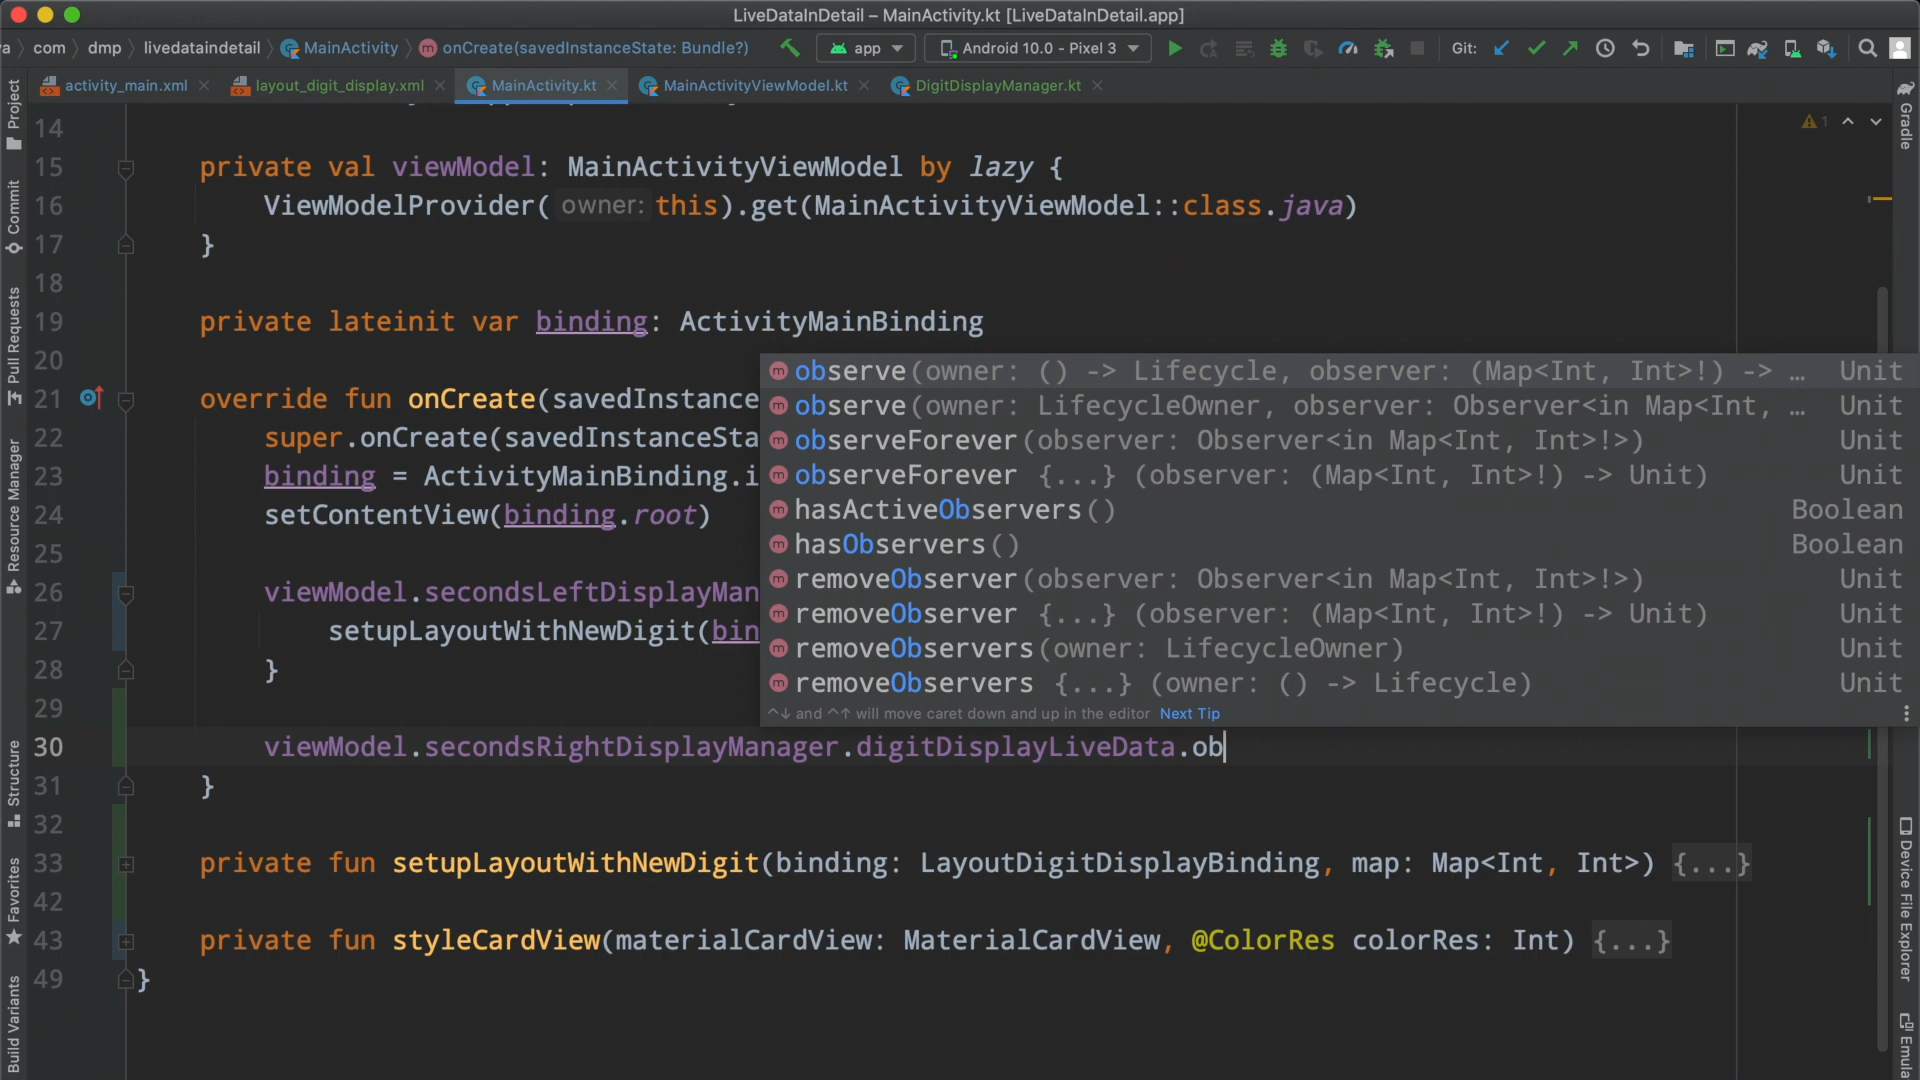 LiveDataInDetail – MainActivity.kt [LiveDataInDetail.app]
com dmp livedataindetail MainActivity onCreate(savedInstanceState: Bundle?) app Android 10.0 - Pixel 3 Git:
activity_main.xml layout_digit_display.xml MainActivity.kt MainActivityViewModel.kt DigitDisplayManager.kt
Project
Commit
Pull Requests
Resource Manager
Structure
Favorites
Build Variants
14
15 private val viewModel: MainActivityViewModel by lazy {
16 ViewModelProvider( owner: this).get(MainActivityViewModel::class.java)
17 }
18
19 private lateinit var binding: ActivityMainBinding
20
21 override fun onCreate(savedInstance
22 super.onCreate(savedInstanceSta
23 binding = ActivityMainBinding.i
24 setContentView(binding.root)
25
26 viewModel.secondsLeftDisplayMan
27 setupLayoutWithNewDigit(bin
28 }
29
30 viewModel.secondsRightDisplayManager.digitDisplayLiveData.ob
31 }
32
33 private fun setupLayoutWithNewDigit(binding: LayoutDigitDisplayBinding, map: Map<Int, Int>) {...}
42
43 private fun styleCardView(materialCardView: MaterialCardView, @ColorRes colorRes: Int) {...}
49 }
observe(owner: () -> Lifecycle, observer: (Map<Int, Int>!) -> … Unit
observe(owner: LifecycleOwner, observer: Observer<in Map<Int, … Unit
observeForever(observer: Observer<in Map<Int, Int>!>) Unit
observeForever {...} (observer: (Map<Int, Int>!) -> Unit) Unit
hasActiveObservers() Boolean
hasObservers() Boolean
removeObserver(observer: Observer<in Map<Int, Int>!>) Unit
removeObserver {...} (observer: (Map<Int, Int>!) -> Unit) Unit
removeObservers(owner: LifecycleOwner) Unit
removeObservers {...} (owner: () -> Lifecycle) Unit
^↓ and ^↑ will move caret down and up in the editor Next Tip
1
Gradle
Device File Explorer
Emula